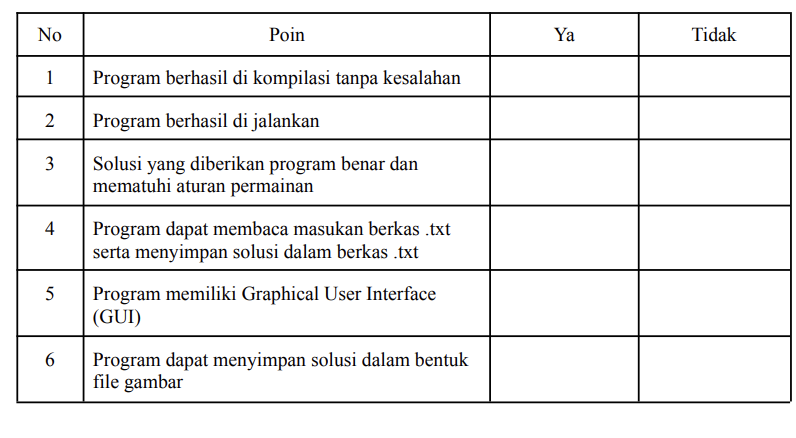 No Poin Ya Tidak
1 Program berhasil di kompilasi tanpa kesalahan
2 Program berhasil di jalankan
3 Solusi yang diberikan program benar dan
mematuhi aturan permainan
4 Program dapat membaca masukan berkas .txt
serta menyimpan solusi dalam berkas .txt
5 Program memiliki Graphical User Interface
(GUI)
6 Program dapat menyimpan solusi dalam bentuk
file gambar